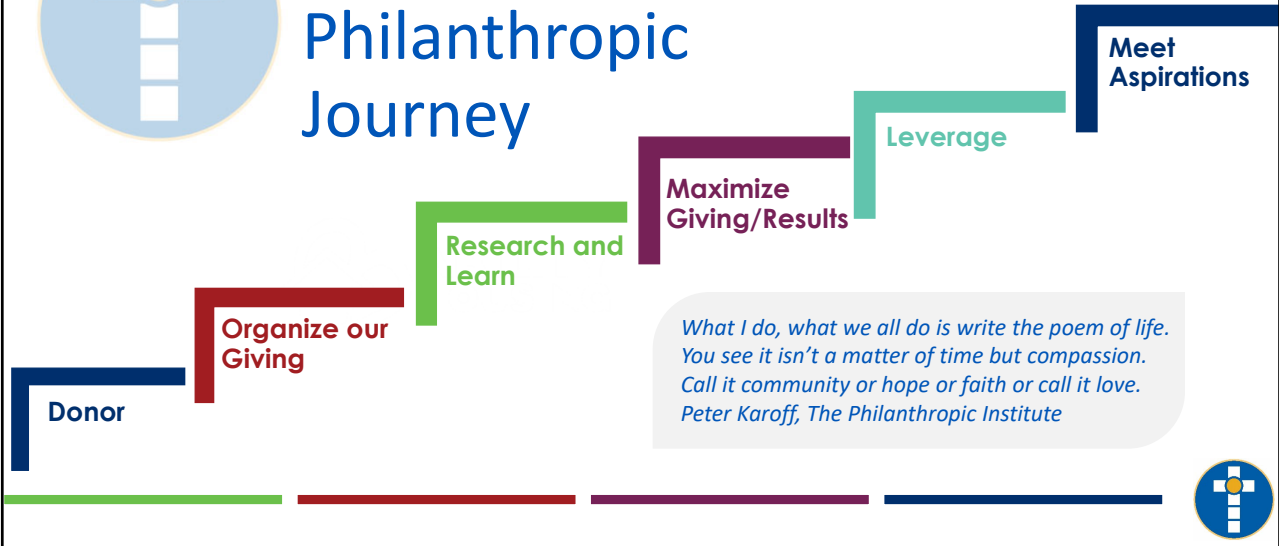 Philanthropic
Journey
Meet
Aspirations
Leverage
Maximize
Giving/Results
Research and
Learn
Organize our
Giving
Donor
What I do, what we all do is write the poem of life.
You see it isn’t a matter of time but compassion.
Call it community or hope or faith or call it love.
Peter Karoff, The Philanthropic Institute